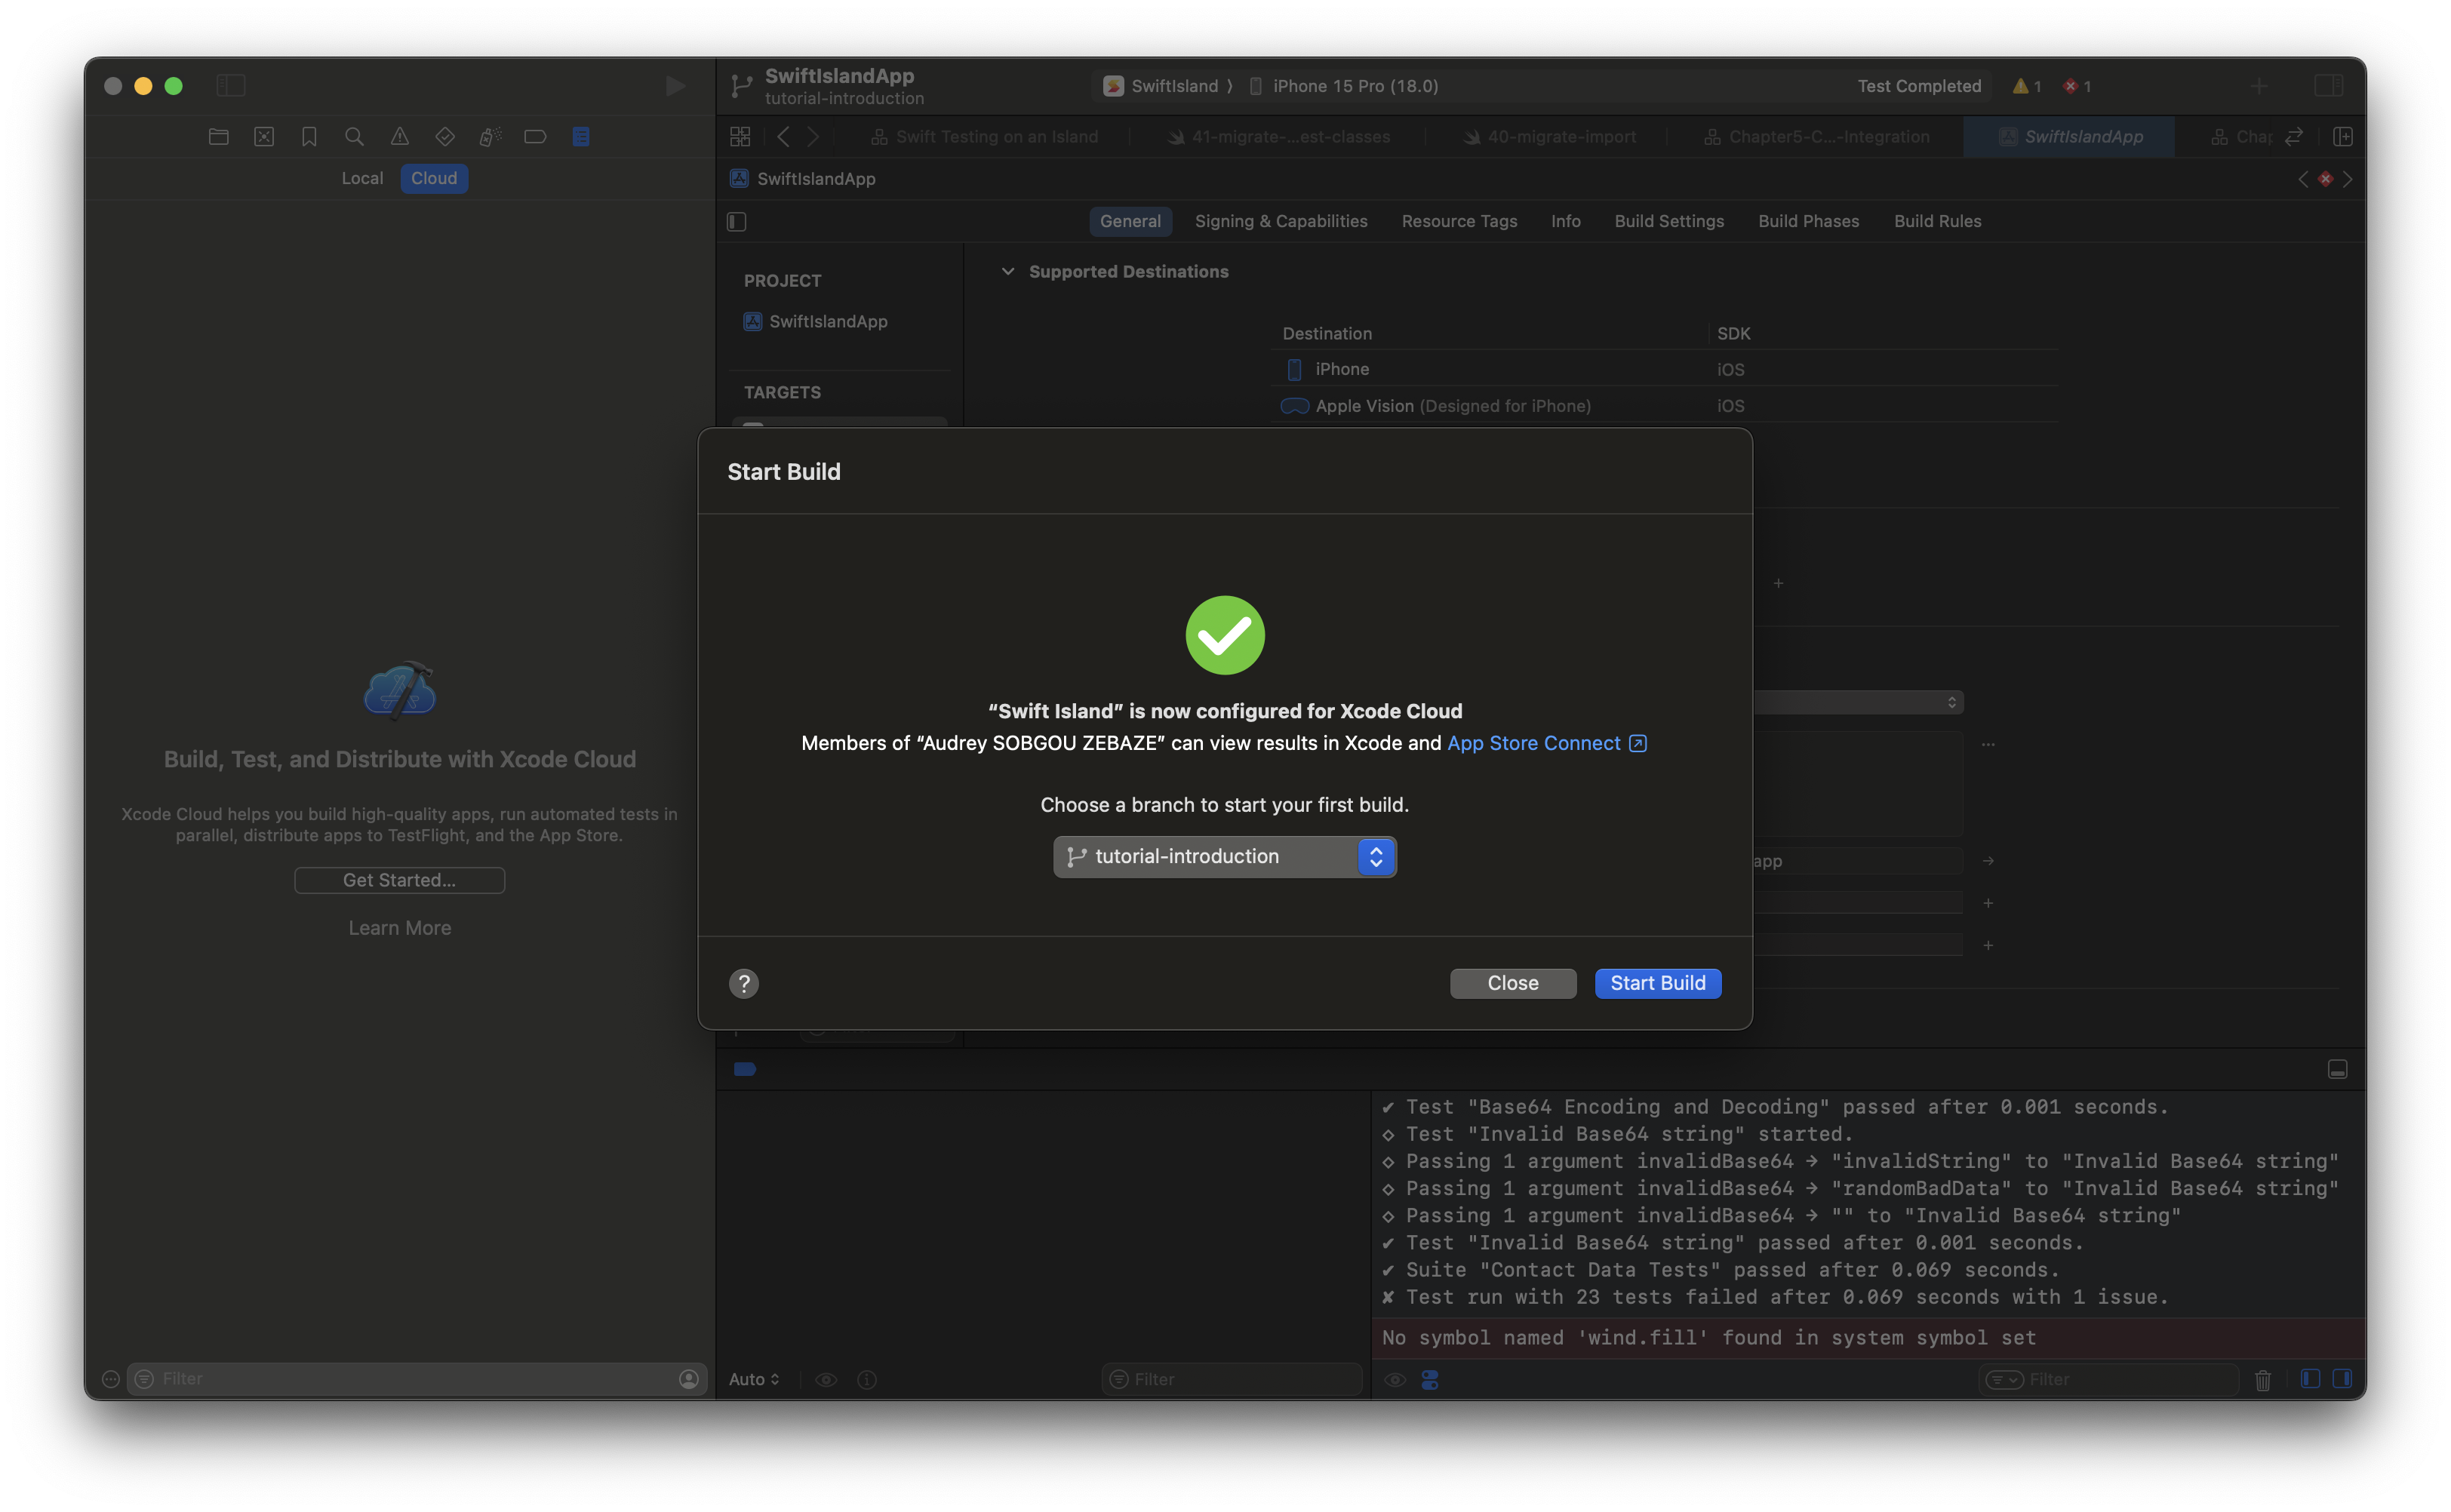 SwiftIslandApp
tutorial-introduction
SwiftIsland
iPhone 15 Pro (18.0)
Test Completed
1
1
Swift Testing on an Island
41-migrate-...est-classes
40-migrate-import
Chapter5-C...-Integration
SwiftIslandApp
Chap
Local
Cloud
SwiftIslandApp
General
Signing & Capabilities
Resource Tags
Info
Build Settings
Build Phases
Build Rules
PROJECT
SwiftIslandApp
TARGETS
Supported Destinations
Destination
SDK
iPhone
iOS
Apple Vision (Designed for iPhone)
iOS
Build, Test, and Distribute with Xcode Cloud
Xcode Cloud helps you build high-quality apps, run automated tests in
parallel, distribute apps to TestFlight, and the App Store.
Get Started...
Learn More
Start Build
“Swift Island” is now configured for Xcode Cloud
Members of “Audrey SOBGOU ZEBAZE” can view results in Xcode and App Store Connect
Choose a branch to start your first build.
tutorial-introduction
?
Close
Start Build
app
✔ Test "Base64 Encoding and Decoding" passed after 0.001 seconds.
◇ Test "Invalid Base64 string" started.
◇ Passing 1 argument invalidBase64 → "invalidString" to "Invalid Base64 string"
◇ Passing 1 argument invalidBase64 → "randomBadData" to "Invalid Base64 string"
◇ Passing 1 argument invalidBase64 → "" to "Invalid Base64 string"
✔ Test "Invalid Base64 string" passed after 0.001 seconds.
✔ Suite "Contact Data Tests" passed after 0.069 seconds.
✘ Test run with 23 tests failed after 0.069 seconds with 1 issue.
No symbol named 'wind.fill' found in system symbol set
Filter
Auto
Filter
Filter